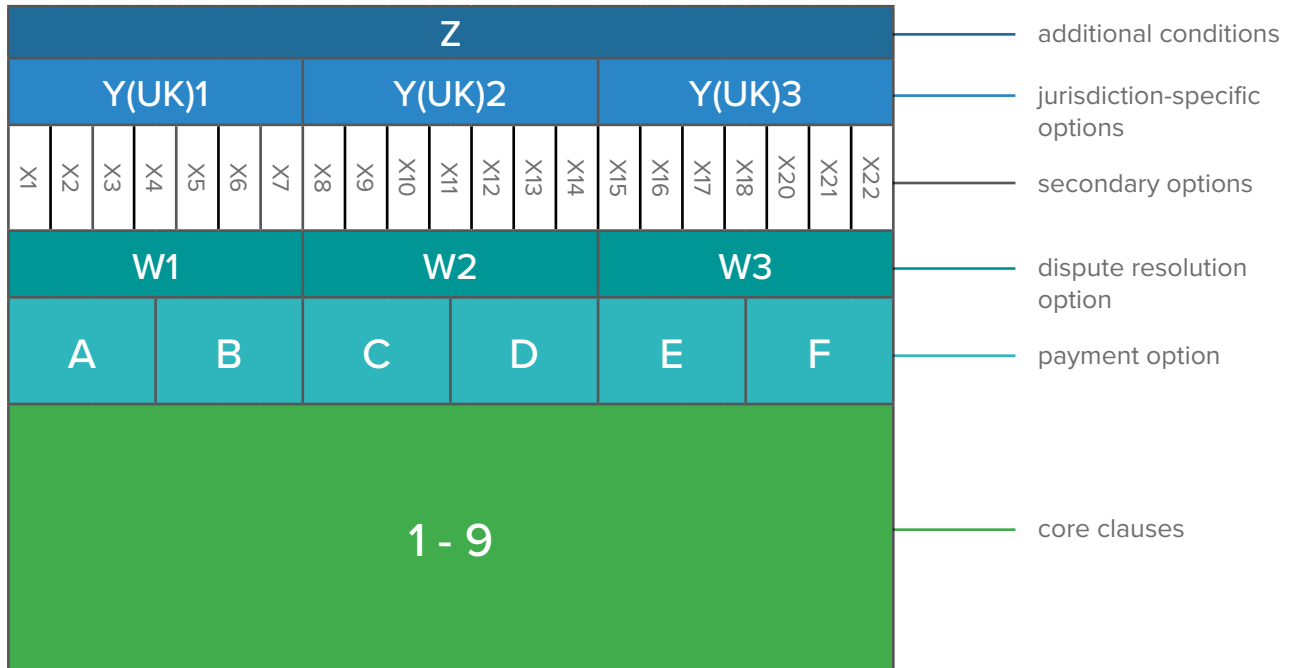 Z
additional conditions
Y(UK)1
Y(UK)2
Y(UK)3
jurisdiction-specific
options
X1
X2
X3
X4
X5
X6
X7
X8
X9
X10
X11
X12
X13
X14
X15
X16
X17
X18
X20
X21
X22
secondary options
W1
W2
W3
dispute resolution
option
A
B
C
D
E
F
payment option
1 - 9
core clauses